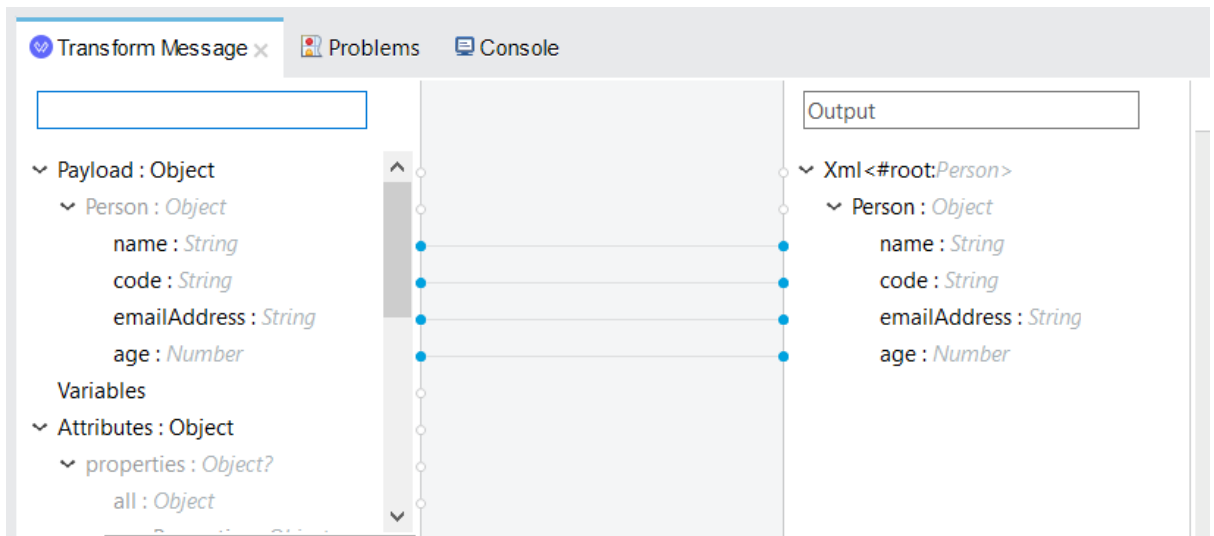 Transform Message Problems Console
Output
Payload : Object
Person : Object
name : String
code : String
emailAddress : String
age : Number
Variables
Attributes : Object
properties : Object?
all : Object
Xml<#root:Person>
Person : Object
name : String
code : String
emailAddress : String
age : Number